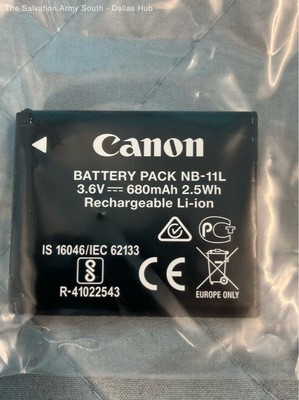 The Salvation Army South - Dallas Hub
Canon
BATTERY PACK NB-11L
3.6V⎓680mAh 2.5Wh
Rechargeable Li-ion
IS 16046/IEC 62133
R-41022543
CE
EUROPE ONLY